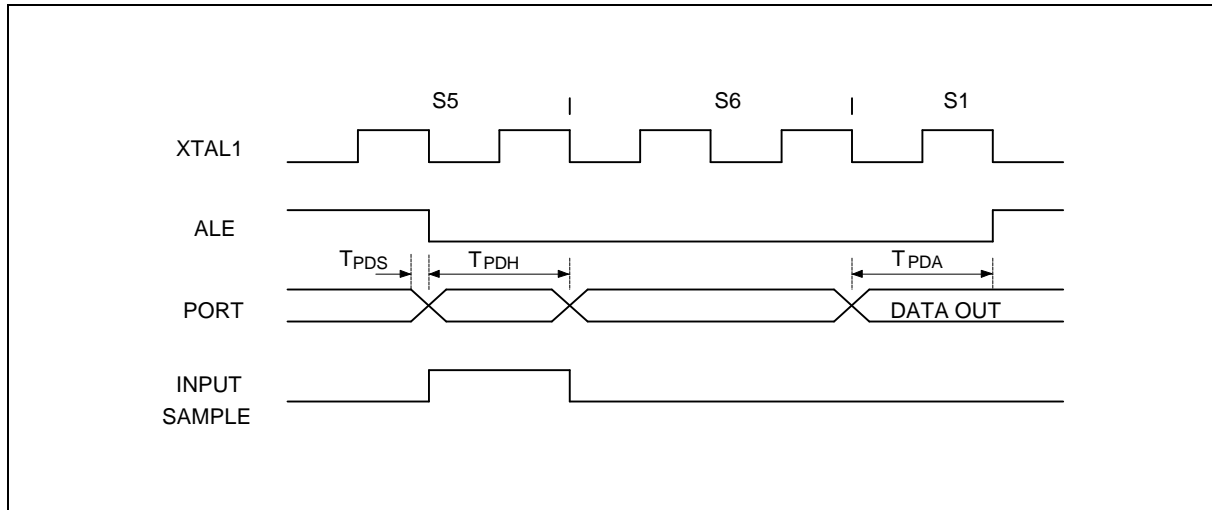 S5 S6 S1
XTAL1
ALE
TPDS TPDH TPDA
PORT DATA OUT
INPUT
SAMPLE